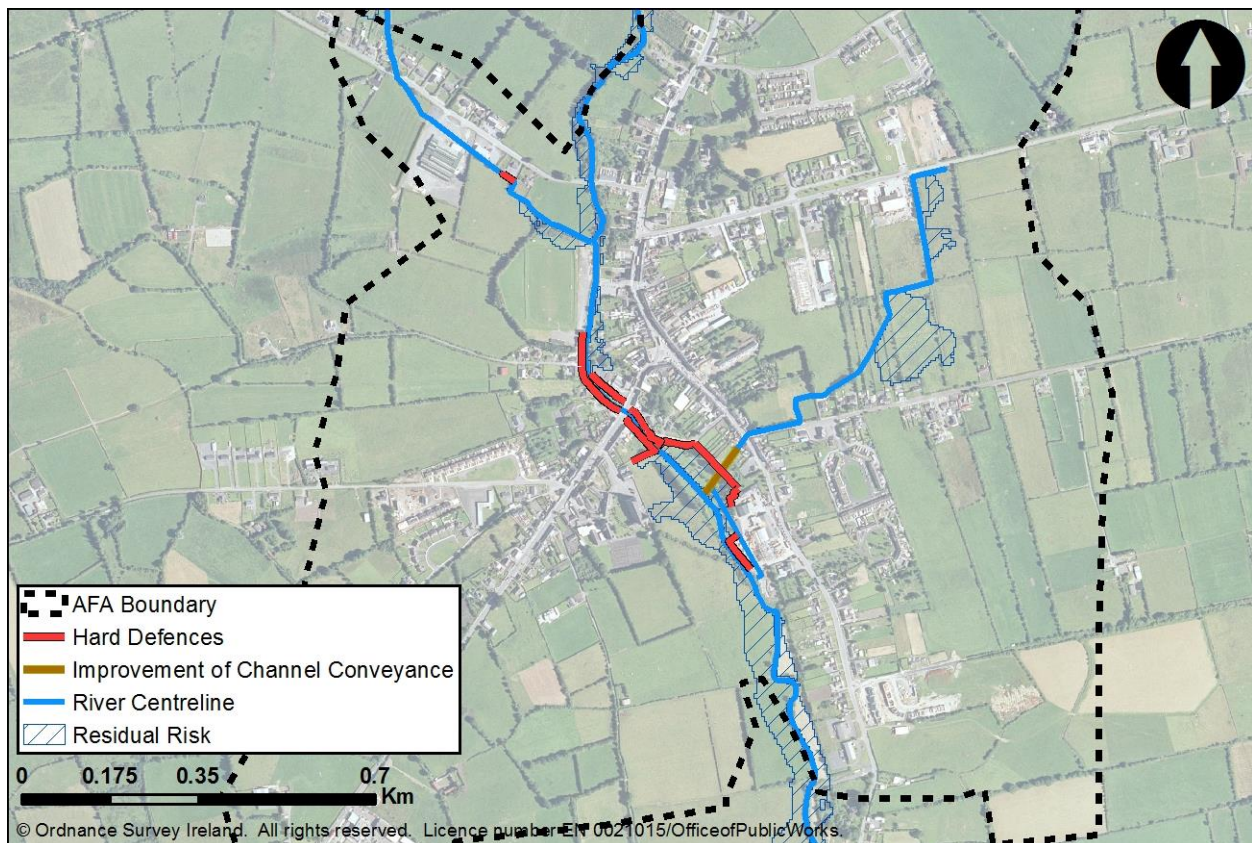 AFA Boundary
Hard Defences
Improvement of Channel Conveyance
River Centreline
Residual Risk
0 0.175 0.35 0.7
Km
© Ordnance Survey Ireland. All rights reserved. Licence number EN 0021015/OfficeofPublicWorks.